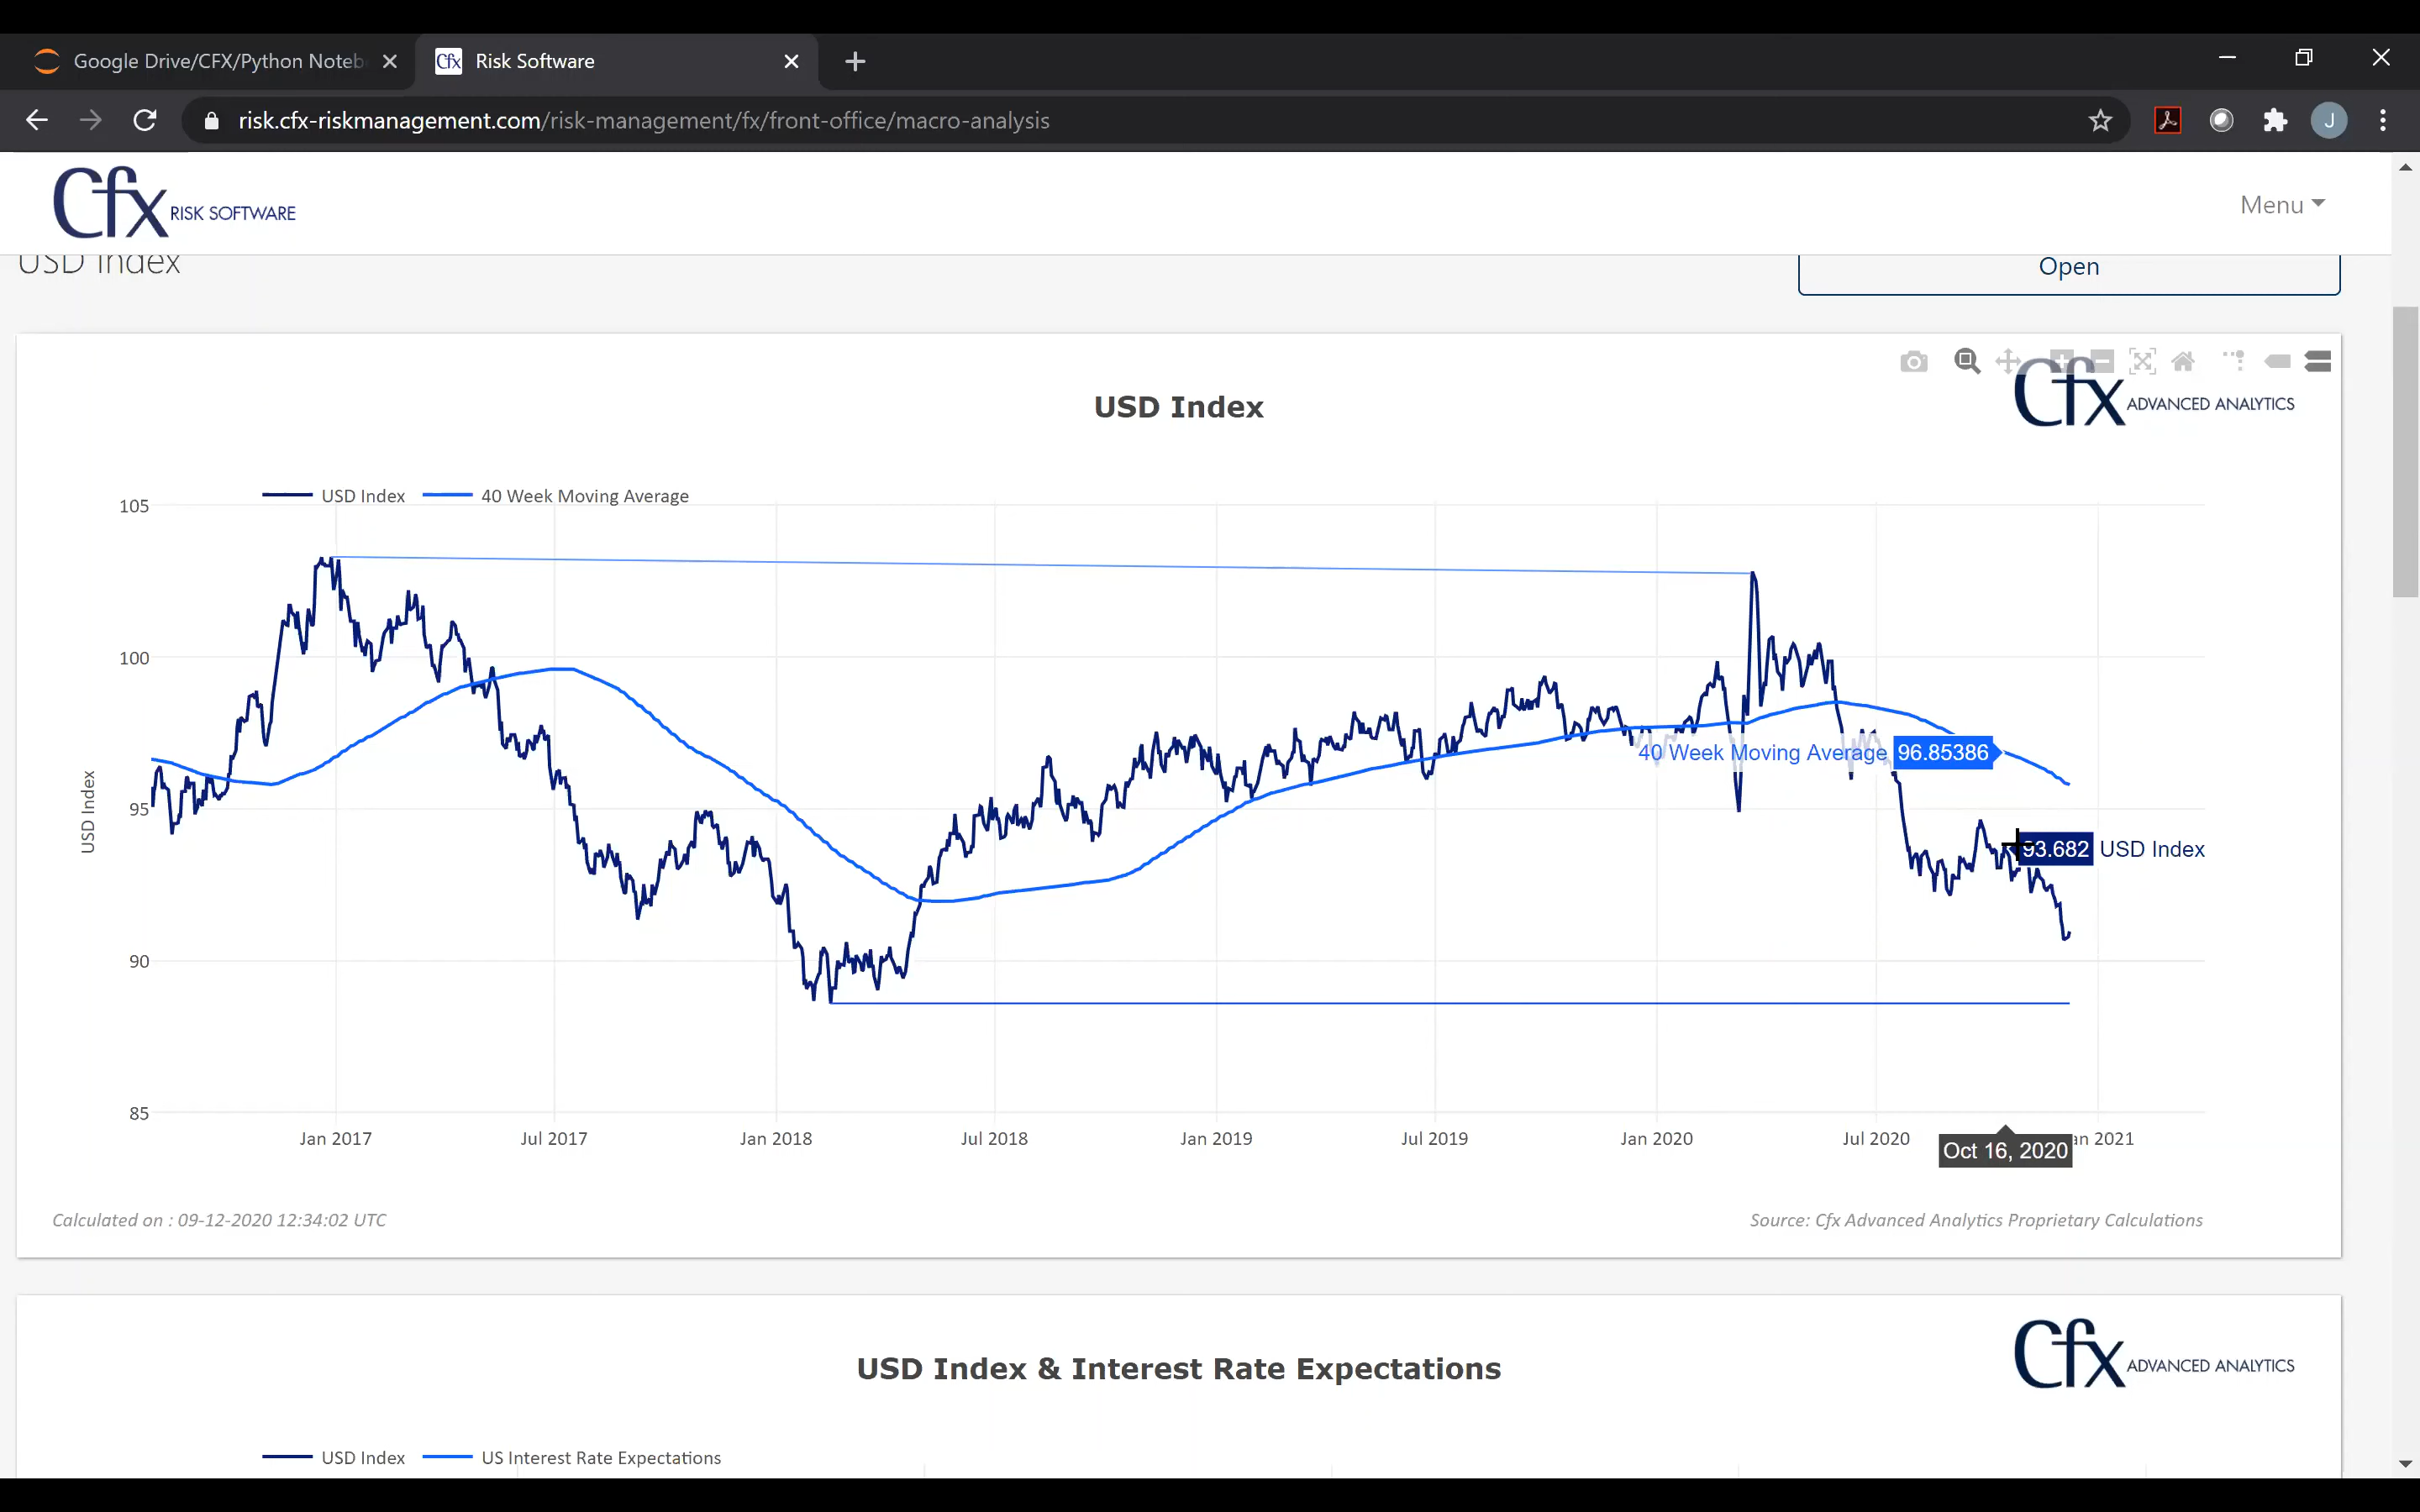 Google Drive/CFX/Python Noteb
Cfx Risk Software
risk.cfx-riskmanagement.com/risk-management/fx/front-office/macro-analysis
J
Cfx RISK SOFTWARE
Menu
USD Index
Open
USD Index
Cfx ADVANCED ANALYTICS
USD Index 40 Week Moving Average
105
100
95
90
85
USD Index
40 Week Moving Average 96.85386
93.682 USD Index
Jan 2017 Jul 2017 Jan 2018 Jul 2018 Jan 2019 Jul 2019 Jan 2020 Jul 2020 an 2021
Oct 16, 2020
Calculated on : 09-12-2020 12:34:02 UTC
Source: Cfx Advanced Analytics Proprietary Calculations
USD Index & Interest Rate Expectations
Cfx ADVANCED ANALYTICS
USD Index US Interest Rate Expectations